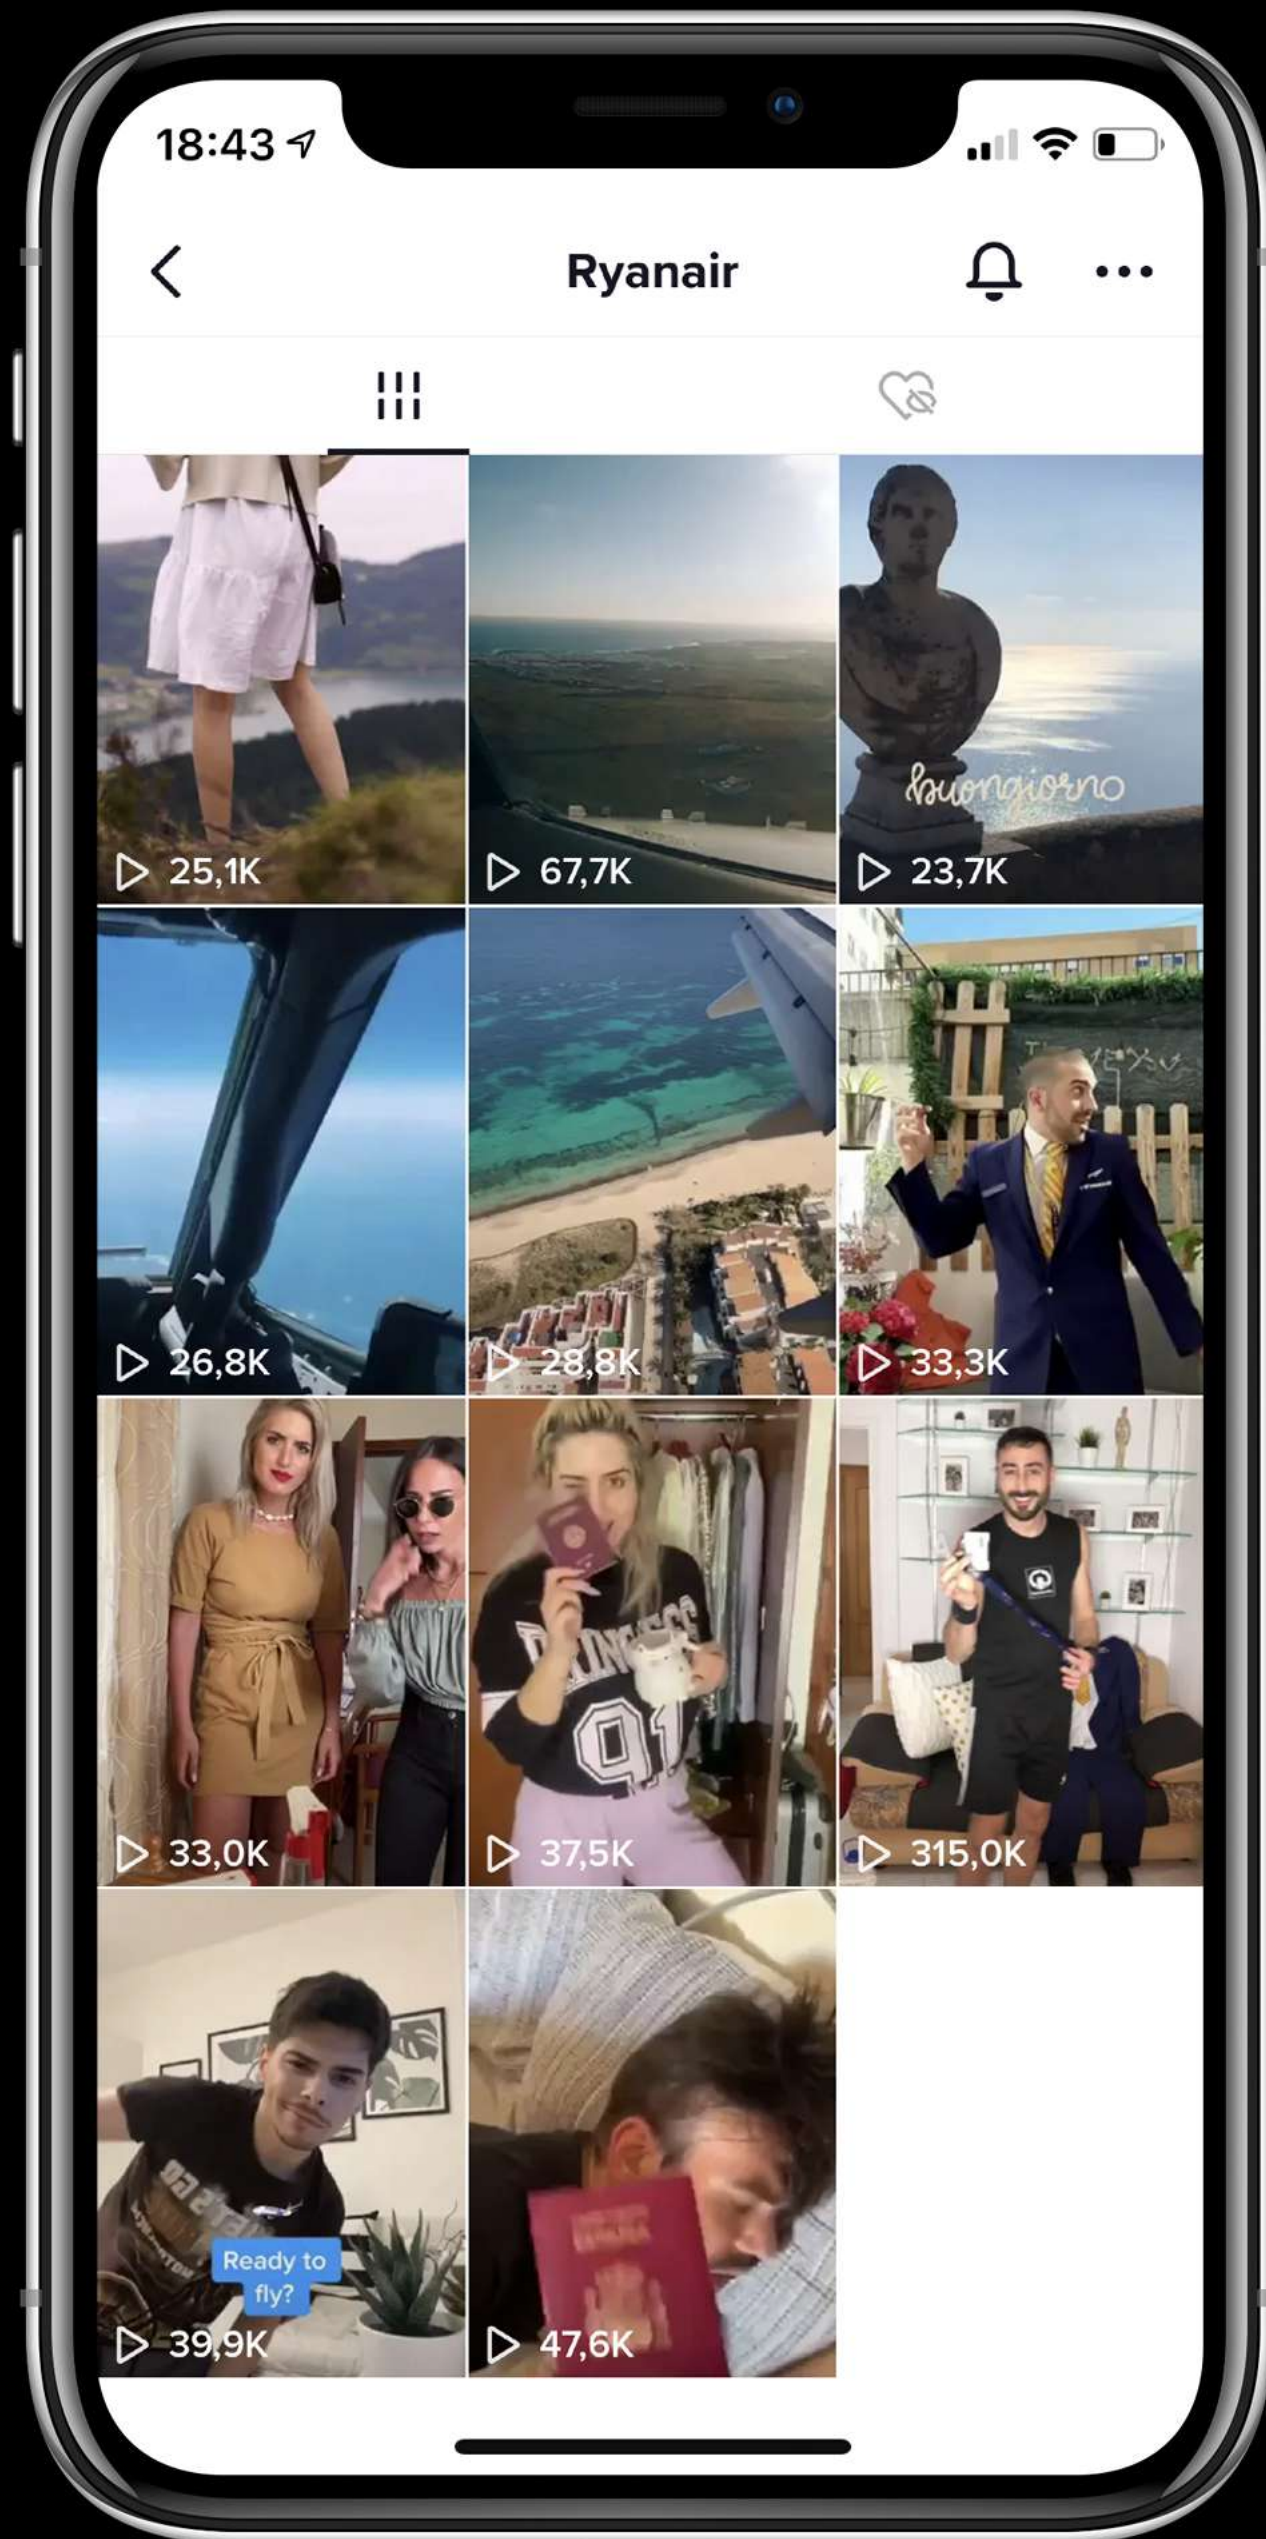 18:43
Ryanair
buongiorno
25,1K
67,7K
23,7K
26,8K
28,8K
33,3K
33,0K
37,5K
315,0K
91
Ready to
fly?
39,9K
47,6K